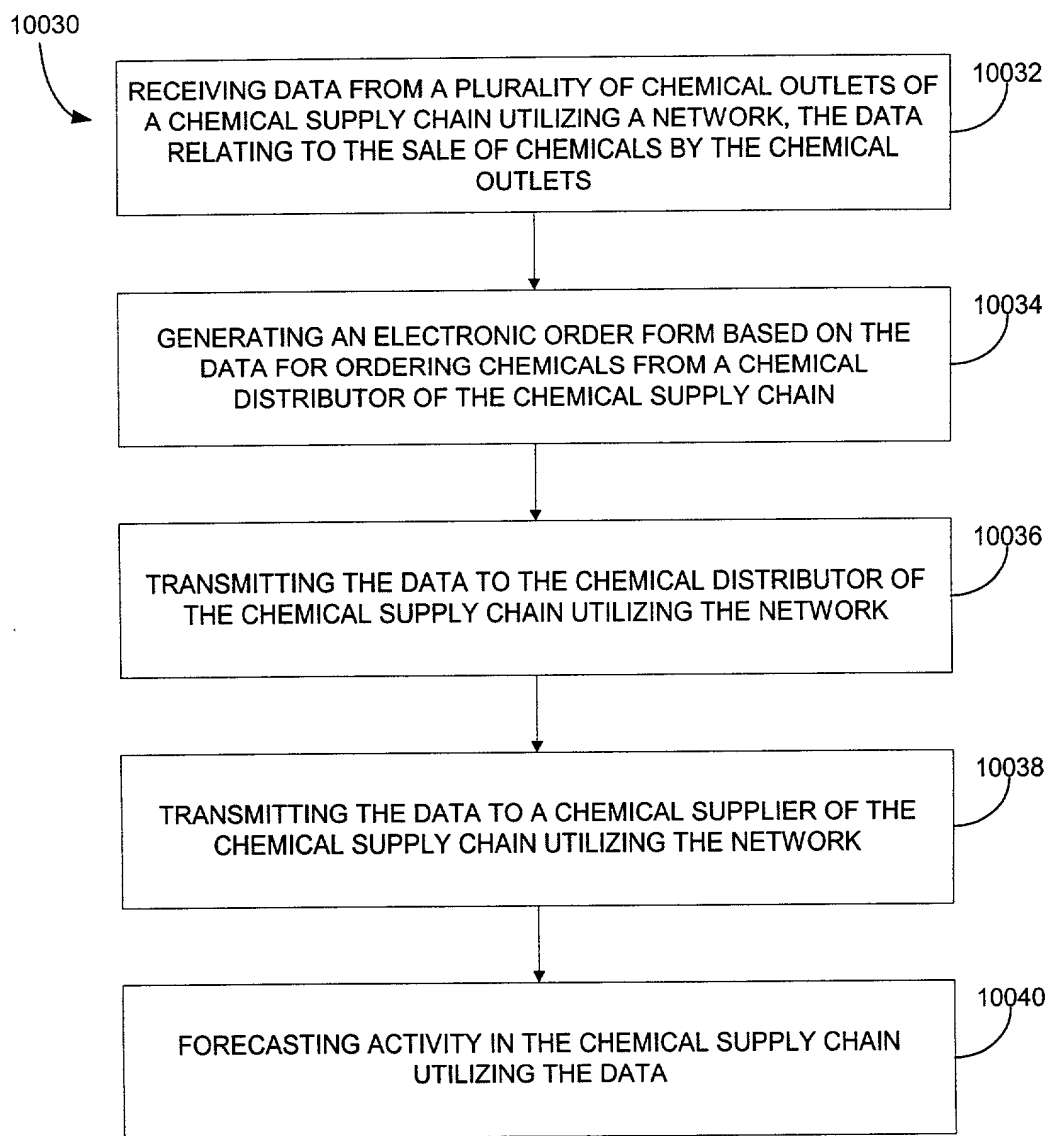 10030
10032
RECEIVING DATA FROM A PLURALITY OF CHEMICAL OUTLETS OF
A CHEMICAL SUPPLY CHAIN UTILIZING A NETWORK, THE DATA
RELATING TO THE SALE OF CHEMICALS BY THE CHEMICAL
OUTLETS
10034
GENERATING AN ELECTRONIC ORDER FORM BASED ON THE
DATA FOR ORDERING CHEMICALS FROM A CHEMICAL
DISTRIBUTOR OF THE CHEMICAL SUPPLY CHAIN
10036
TRANSMITTING THE DATA TO THE CHEMICAL DISTRIBUTOR OF
THE CHEMICAL SUPPLY CHAIN UTILIZING THE NETWORK
10038
TRANSMITTING THE DATA TO A CHEMICAL SUPPLIER OF THE
CHEMICAL SUPPLY CHAIN UTILIZING THE NETWORK
10040
FORECASTING ACTIVITY IN THE CHEMICAL SUPPLY CHAIN
UTILIZING THE DATA